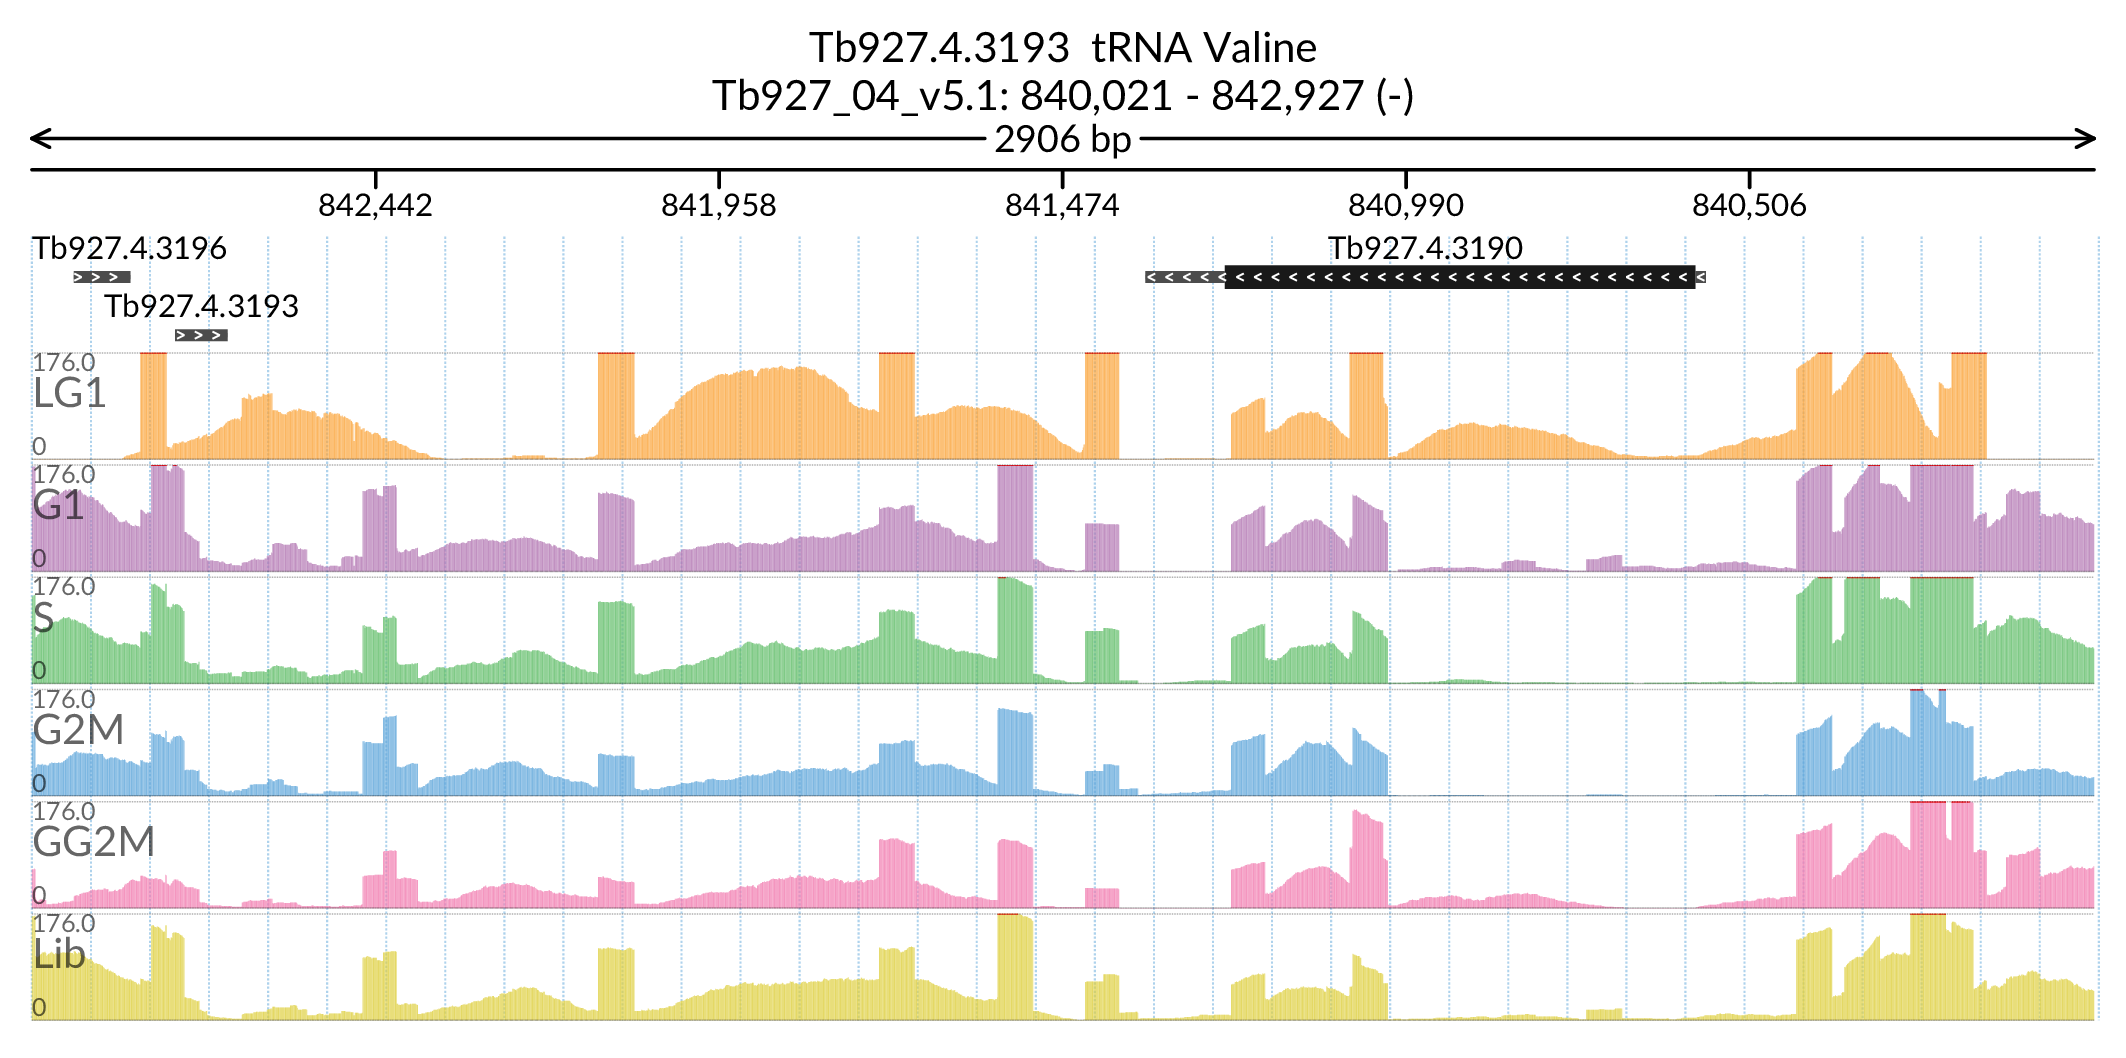 Tb927.4.3193 tRNA Valine
Tb927_04_v5.1: 840,021 - 842,927 (-)
2906 bp
842,442 841,958 841,474 840,990 840,506
Tb927.4.3196 Tb927.4.3190
Tb927.4.3193
176.0
LG1
0
176.0
G1
0
176.0
S
0
176.0
G2M
0
176.0
GG2M
0
176.0
Lib
0